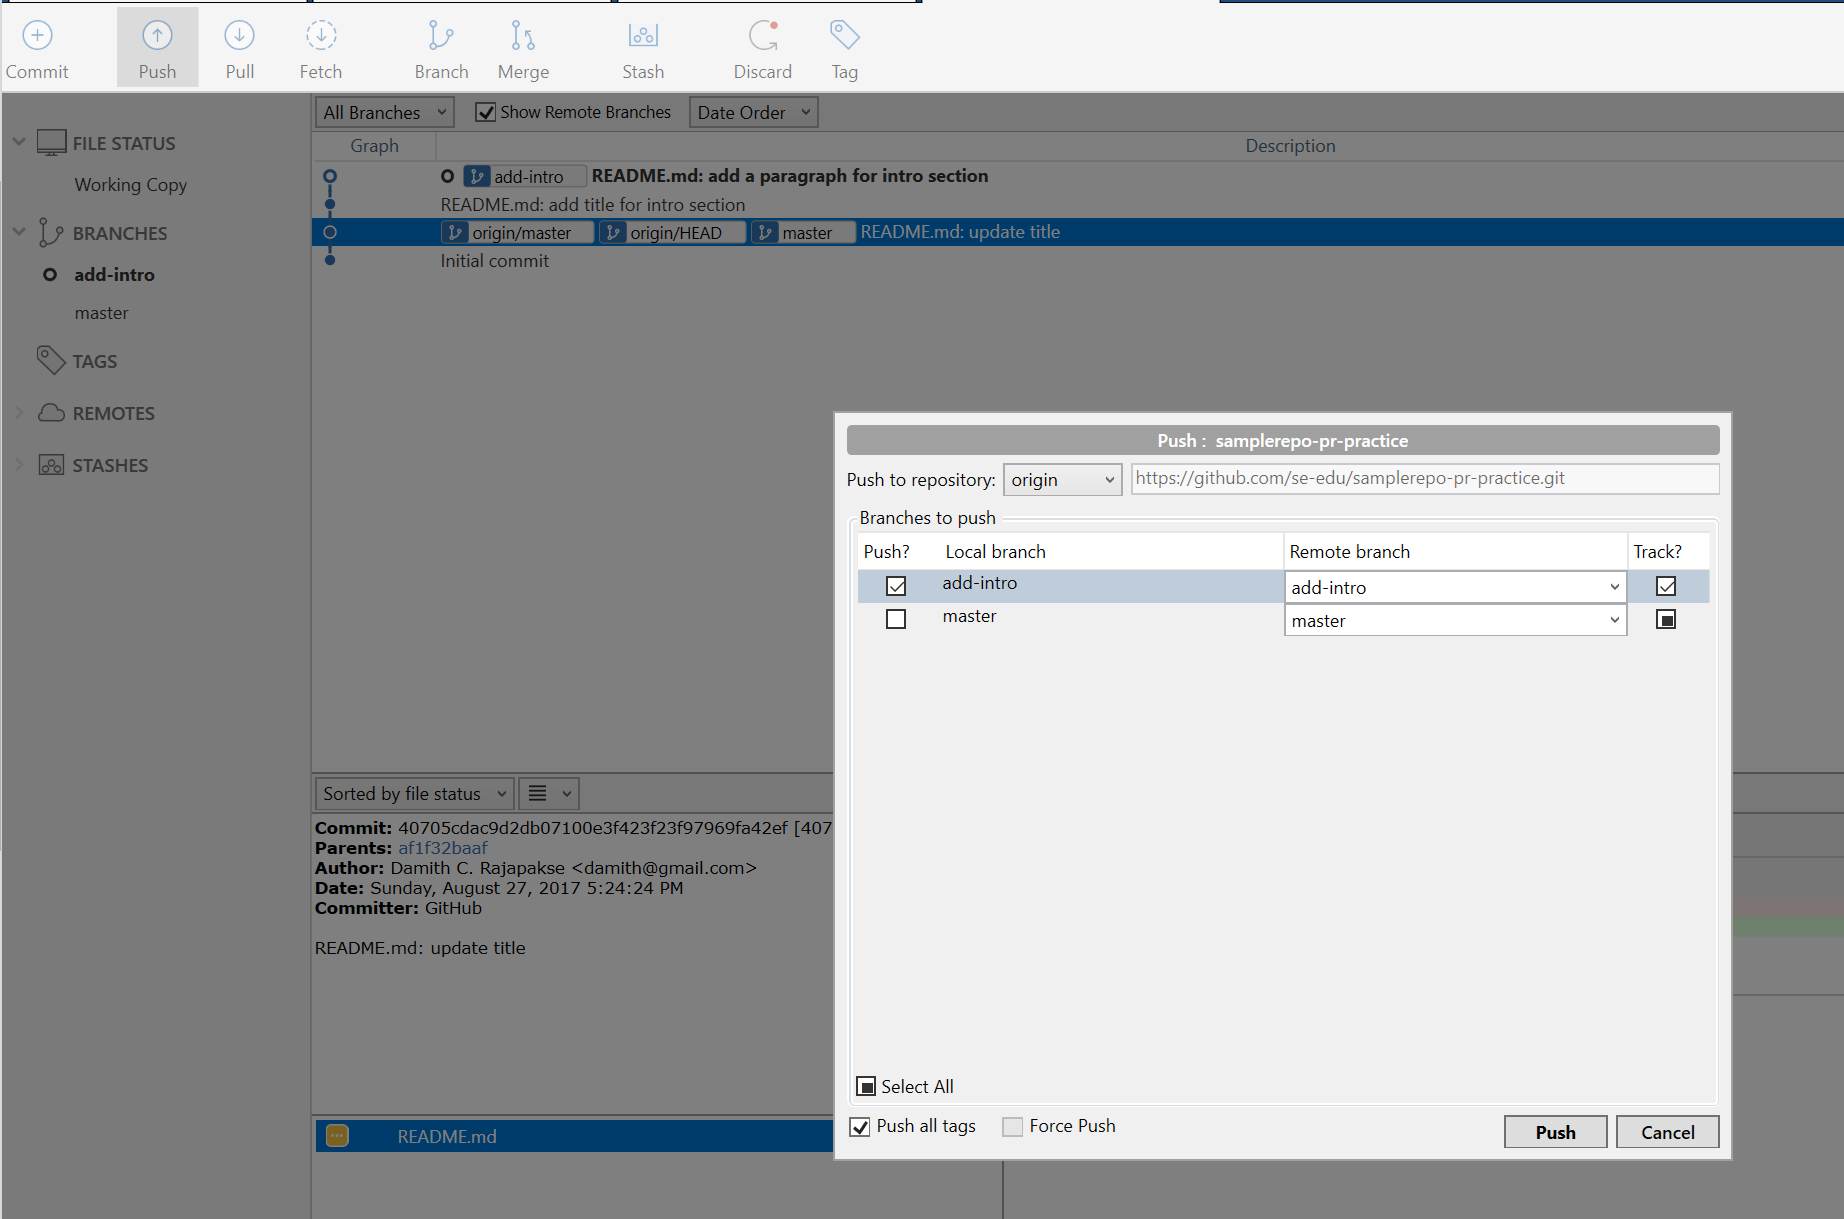 Commit Push Pull Fetch Branch Merge Stash Discard Tag
All Branches Show Remote Branches Date Order
Graph Description
FILE STATUS
Working Copy
BRANCHES
add-intro
master
TAGS
REMOTES
STASHES
add-intro README.md: add a paragraph for intro section
README.md: add title for intro section
origin/master origin/HEAD master README.md: update title
Initial commit
Sorted by file status
Commit: 40705cdac9d2db07100e3f423f23f97969fa42ef [407
Parents: af1f32baaf
Author: Damith C. Rajapakse <damith@gmail.com>
Date: Sunday, August 27, 2017 5:24:24 PM
Committer: GitHub
README.md: update title
README.md
Push : samplerepo-pr-practice
Push to repository: origin https://github.com/se-edu/samplerepo-pr-practice.git
Branches to push
Push? Local branch Remote branch Track?
add-intro add-intro
master master
Select All
Push all tags Force Push Push Cancel